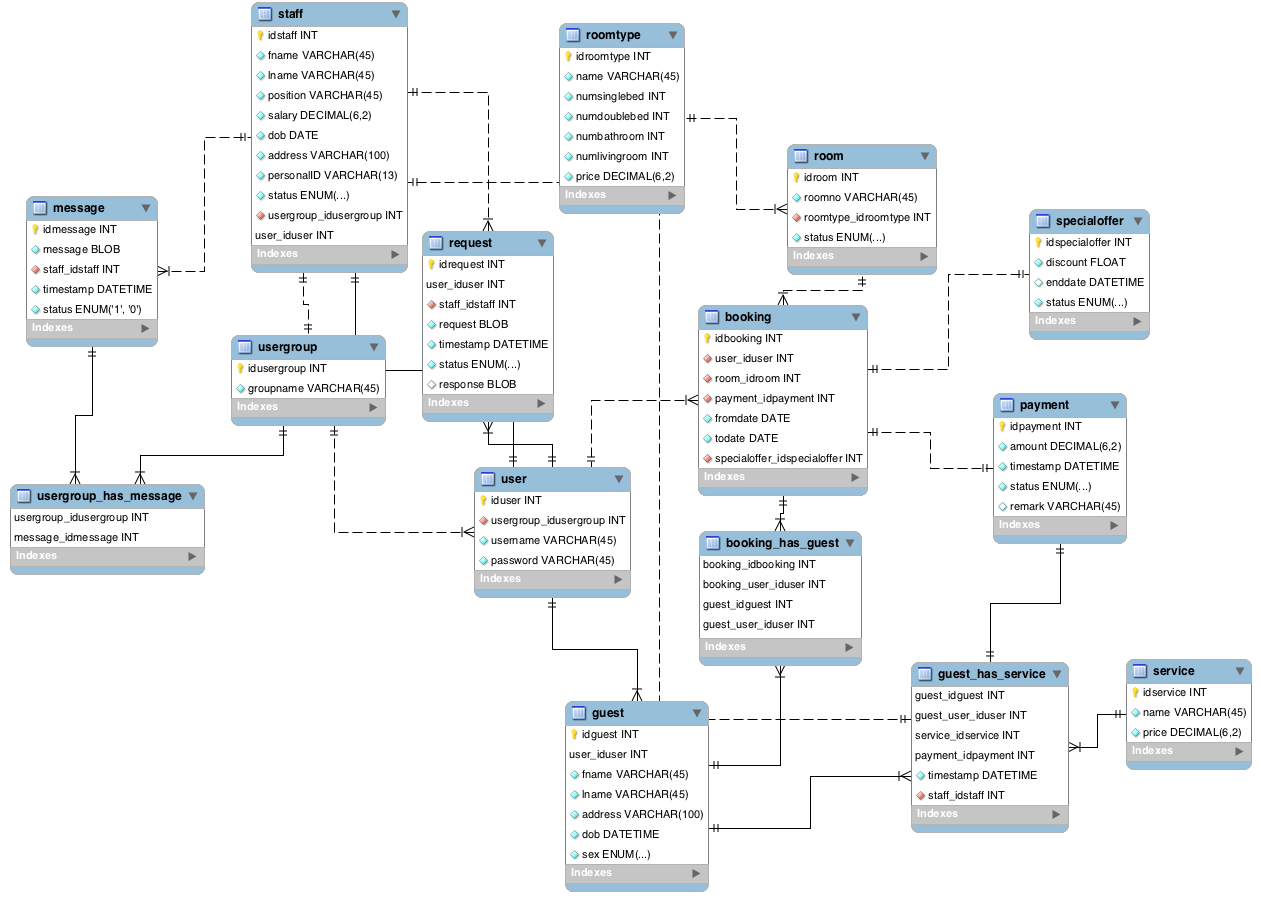 staff
idstaff INT
fname VARCHAR(45)
lname VARCHAR(45)
position VARCHAR(45)
salary DECIMAL(6,2)
dob DATE
address VARCHAR(100)
personalID VARCHAR(13)
status ENUM(...)
usergroup_idusergroup INT
user_iduser INT
Indexes
roomtype
idroomtype INT
name VARCHAR(45)
numsinglebed INT
numdoublebed INT
numbathroom INT
numlivingroom INT
price DECIMAL(6,2)
Indexes
room
idroom INT
roomno VARCHAR(45)
roomtype_idroomtype INT
status ENUM(...)
Indexes
message
idmessage INT
message BLOB
staff_idstaff INT
timestamp DATETIME
status ENUM('1', '0')
Indexes
request
idrequest INT
user_iduser INT
staff_idstaff INT
request BLOB
timestamp DATETIME
status ENUM(...)
response BLOB
Indexes
specialoffer
idspecialoffer INT
discount FLOAT
enddate DATETIME
status ENUM(...)
Indexes
usergroup
idusergroup INT
groupname VARCHAR(45)
Indexes
booking
idbooking INT
user_iduser INT
room_idroom INT
payment_idpayment INT
fromdate DATE
todate DATE
specialoffer_idspecialoffer INT
Indexes
payment
idpayment INT
amount DECIMAL(6,2)
timestamp DATETIME
status ENUM(...)
remark VARCHAR(45)
Indexes
usergroup_has_message
usergroup_idusergroup INT
message_idmessage INT
Indexes
user
iduser INT
usergroup_idusergroup INT
username VARCHAR(45)
password VARCHAR(45)
Indexes
booking_has_guest
booking_idbooking INT
booking_user_iduser INT
guest_idguest INT
guest_user_iduser INT
Indexes
guest
idguest INT
user_iduser INT
fname VARCHAR(45)
lname VARCHAR(45)
address VARCHAR(100)
dob DATETIME
sex ENUM(...)
Indexes
guest_has_service
guest_idguest INT
guest_user_iduser INT
service_idservice INT
payment_idpayment INT
timestamp DATETIME
staff_idstaff INT
Indexes
service
idservice INT
name VARCHAR(45)
price DECIMAL(6,2)
Indexes